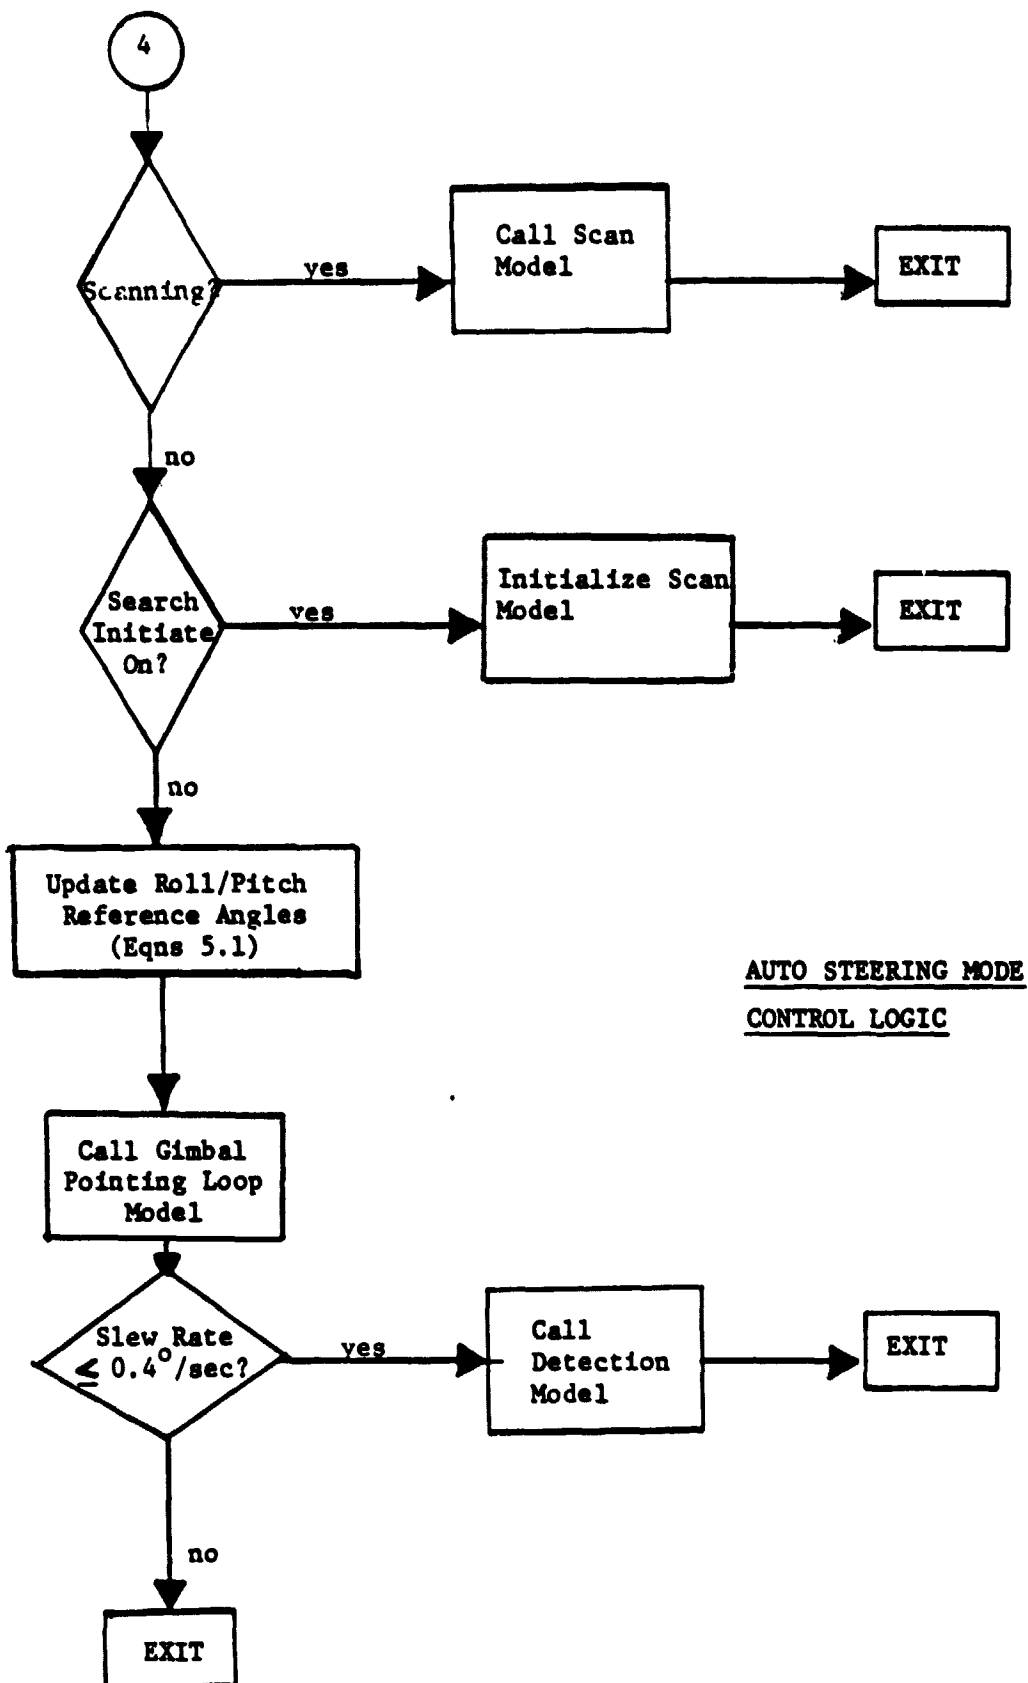 4
Scanning?
yes
Call Scan
Model
EXIT
no
Search
Initiate
On?
yes
Initialize Scan
Model
EXIT
no
Update Roll/Pitch
Reference Angles
(Eqns 5.1)
AUTO STEERING MODE
CONTROL LOGIC
Call Gimbal
Pointing Loop
Model
Slew Rate
≤ 0.4°/sec?
yes
Call
Detection
Model
EXIT
no
EXIT